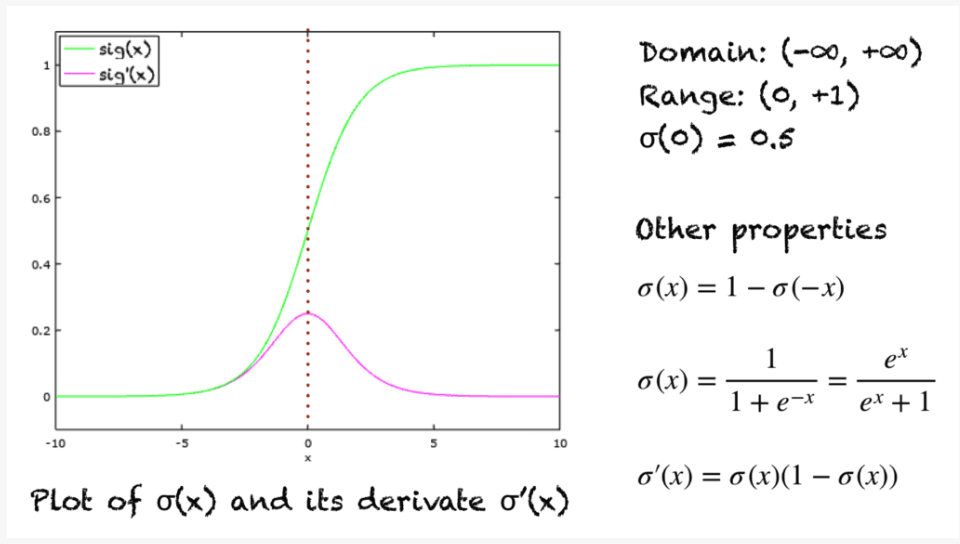 sig(x)
sig'(x)
1
0.8
0.6
0.4
0.2
0
-10 -5 0 5 10
x
Plot of σ(x) and its derivate σ'(x)
Domain: (-∞, +∞)
Range: (0, +1)
σ(0) = 0.5
Other properties
σ(x) = 1 − σ(−x)
σ(x) = 1 / (1 + e^−x) = e^x / (e^x + 1)
σ′(x) = σ(x)(1 − σ(x))